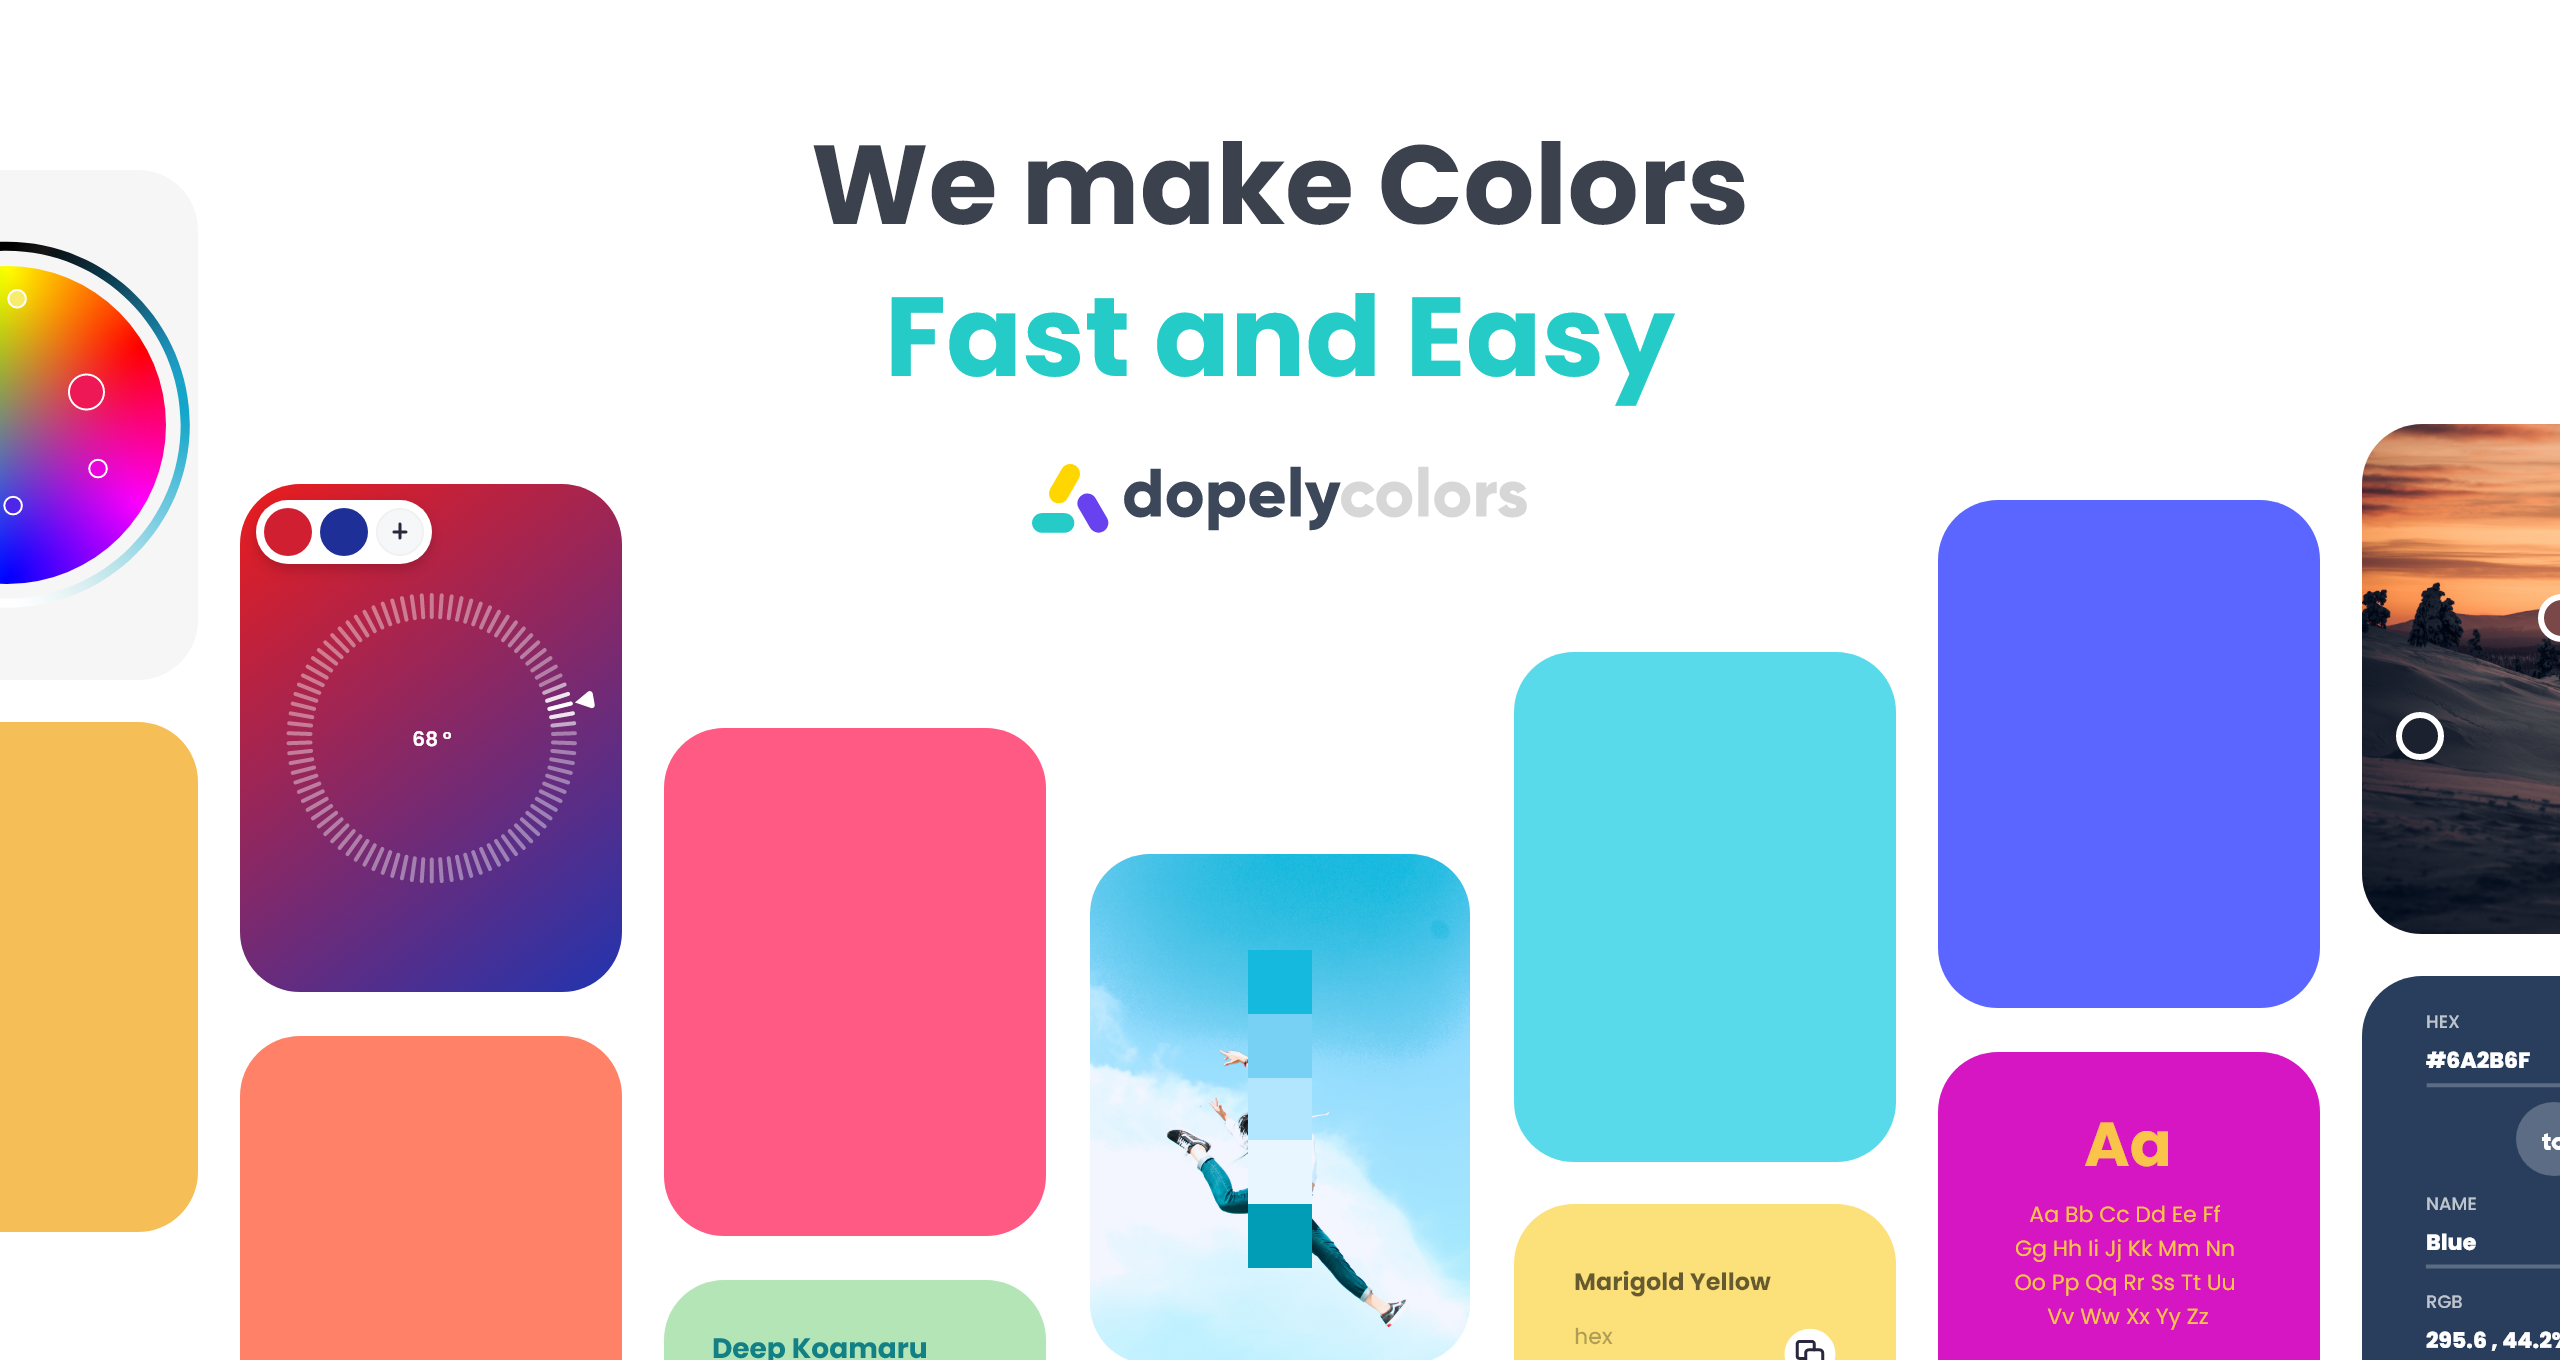 We make Colors
Fast and Easy
dopelycolors
68 °
Deep Koamaru
Marigold Yellow
hex
Aa
Aa Bb Cc Dd Ee Ff
Gg Hh Ii Jj Kk Mm Nn
Oo Pp Qq Rr Ss Tt Uu
Vv Ww Xx Yy Zz
HEX
#6A2B6F
NAME
Blue
RGB
295.6 , 44.2